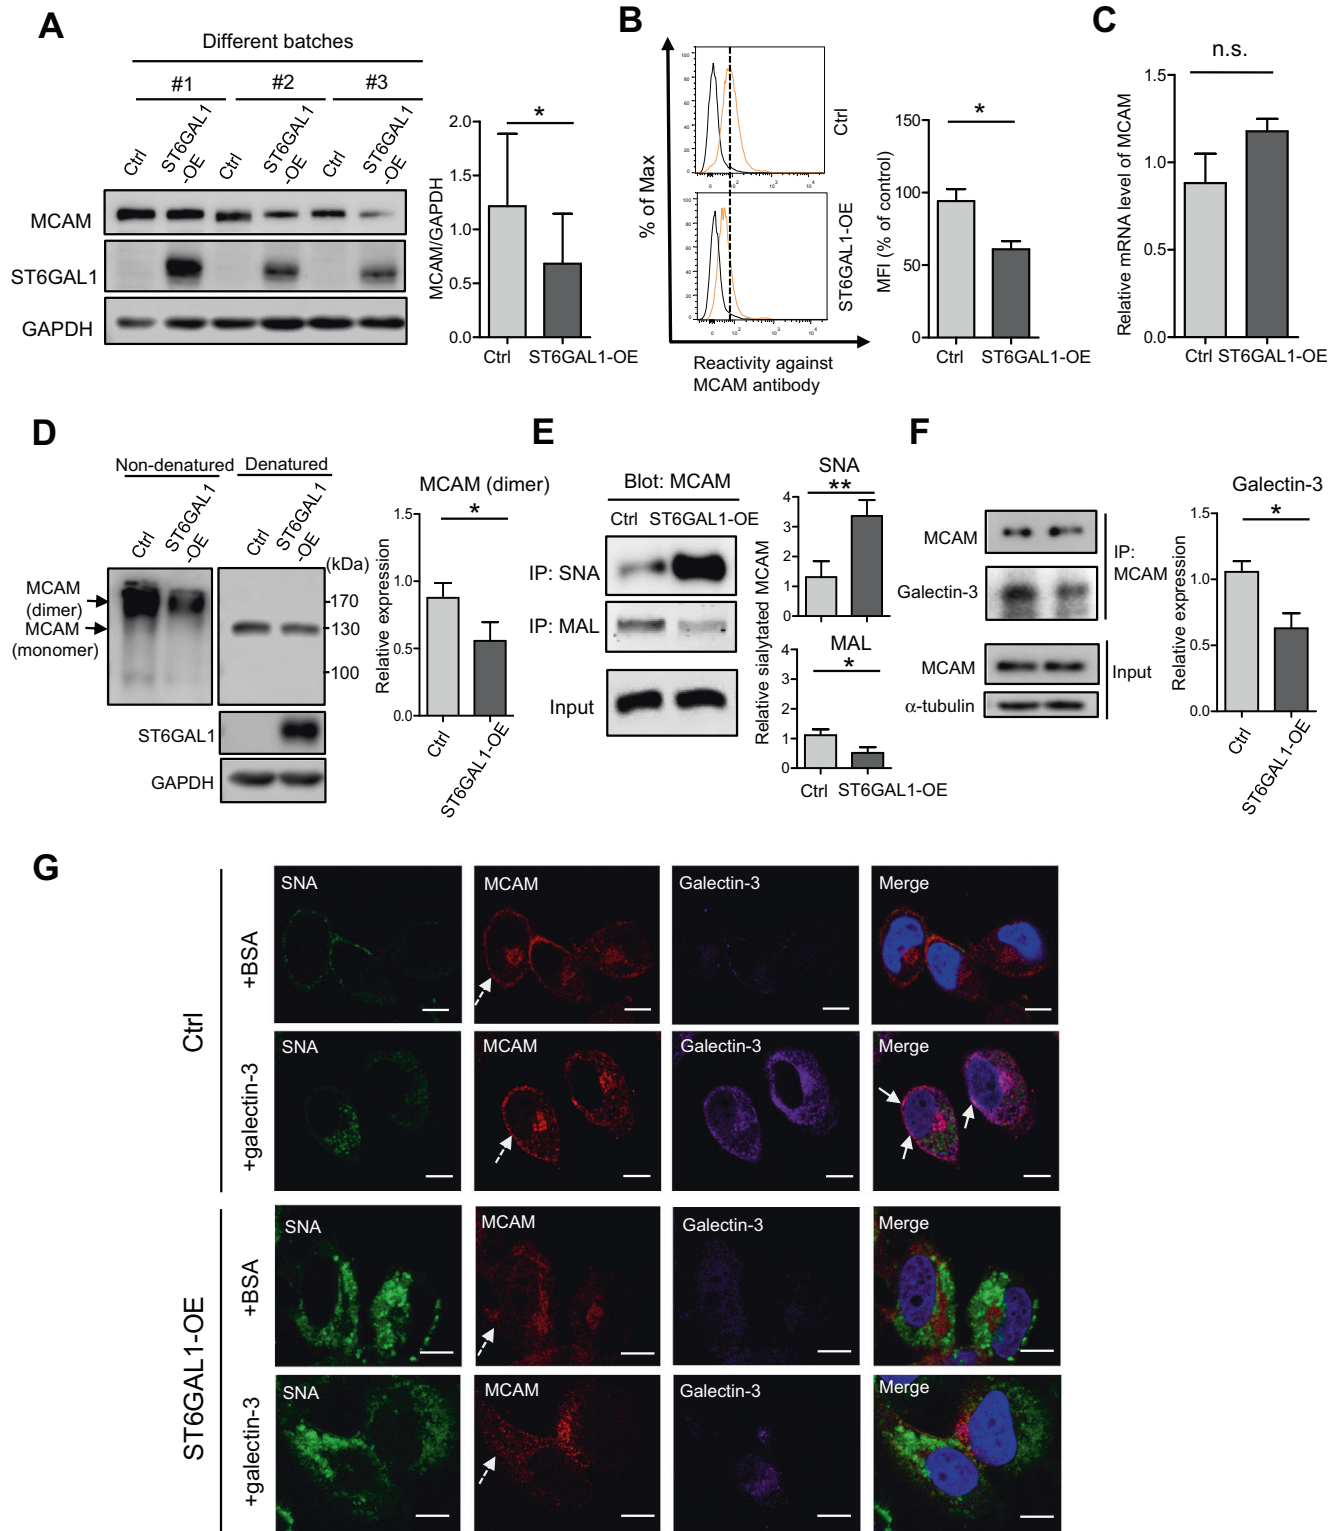 A
Different batches
#1 #2 #3
Ctrl ST6GAL1-OE Ctrl ST6GAL1-OE Ctrl ST6GAL1-OE
MCAM
ST6GAL1
GAPDH
MCAM/GAPDH
2.0
1.5
1.0
0.5
0.0
*
Ctrl ST6GAL1-OE
B
% of Max
Ctrl
ST6GAL1-OE
Reactivity against
MCAM antibody
MFI (% of control)
150
100
50
0
*
Ctrl ST6GAL1-OE
C
n.s.
Relative mRNA level of MCAM
1.5
1.0
0.5
0.0
Ctrl ST6GAL1-OE
D
Non-denatured Denatured
Ctrl ST6GAL1-OE Ctrl ST6GAL1-OE
(kDa)
MCAM
(dimer)
MCAM
(monomer)
170
130
100
ST6GAL1
GAPDH
MCAM (dimer)
*
Relative expression
1.5
1.0
0.5
0.0
Ctrl
ST6GAL1-OE
E
Blot: MCAM
Ctrl ST6GAL1-OE
IP: SNA
IP: MAL
Input
Relative sialytated MCAM
SNA
**
4
3
2
1
0
MAL
*
4
3
2
1
0
Ctrl ST6GAL1-OE
F
MCAM
Galectin-3
IP:
MCAM
MCAM
α-tubulin
Input
Galectin-3
*
Relative expression
1.5
1.0
0.5
0.0
Ctrl
ST6GAL1-OE
G
Ctrl
+BSA
SNA MCAM Galectin-3 Merge
+galectin-3
SNA MCAM Galectin-3 Merge
ST6GAL1-OE
+BSA
SNA MCAM Galectin-3 Merge
+galectin-3
SNA MCAM Galectin-3 Merge